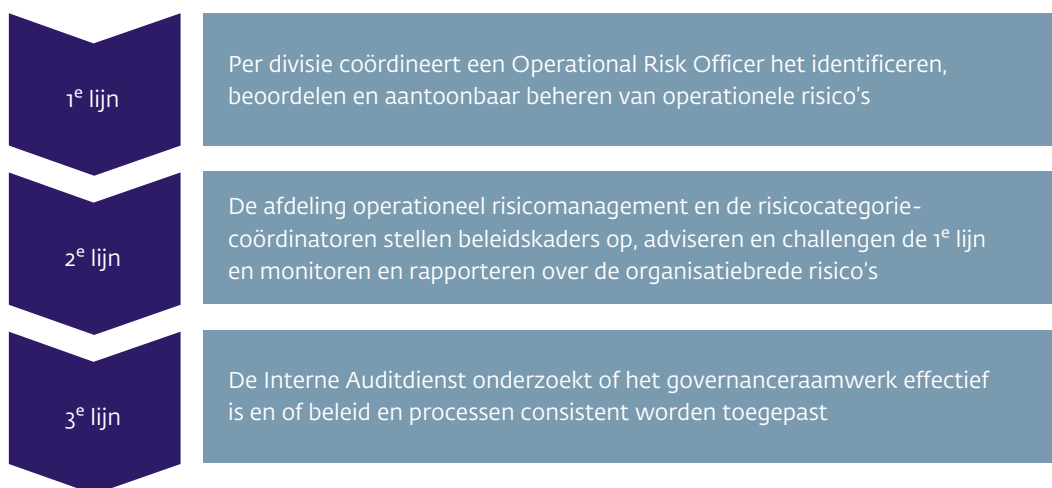 1e lijn
Per divisie coördineert een Operational Risk Officer het identificeren,
beoordelen en aantoonbaar beheren van operationele risico's
2e lijn
De afdeling operationeel risicomanagement en de risicocategorie-
coördinatoren stellen beleidskaders op, adviseren en challengen de 1e lijn
en monitoren en rapporteren over de organisatiebrede risico's
3e lijn
De Interne Auditdienst onderzoekt of het governanceraamwerk effectief
is en of beleid en processen consistent worden toegepast